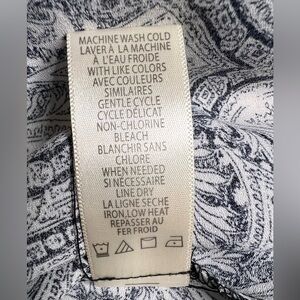 MACHINE WASH COLD
LAVER À LA MACHINE
À L'EAU FROIDE
WITH LIKE COLORS
AVEC COULEURS
SIMILAIRES
GENTLE CYCLE
CYCLE DÉLICAT
NON-CHLORINE
BLEACH
BLANCHIR SANS
CHLORE
WHEN NEEDED
SI NÉCESSAIRE
LINE DRY
LA LIGNE SECHE
IRON,LOW HEAT
REPASSER AU
FER FROID